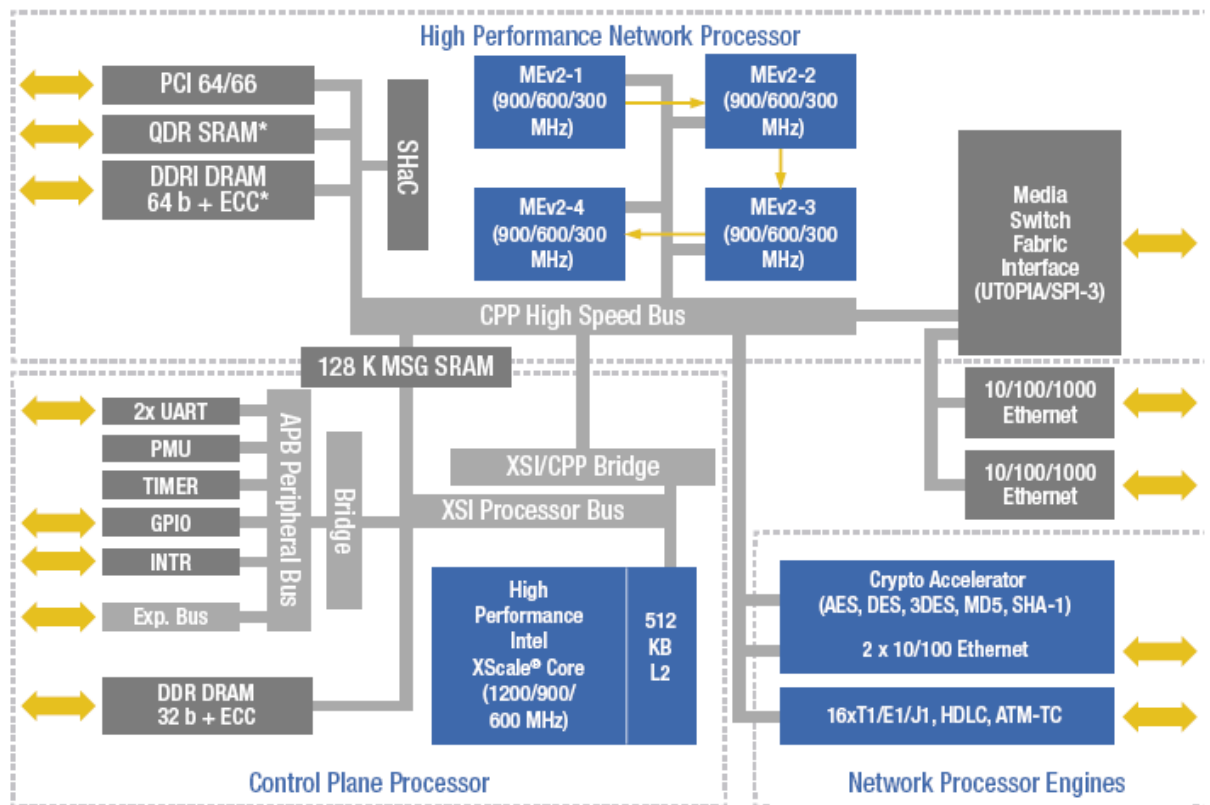 High Performance Network Processor
PCI 64/66
QDR SRAM*
DDRI DRAM
64 b + ECC*
SHaC
MEv2-1
(900/600/300
MHz)
MEv2-2
(900/600/300
MHz)
MEv2-4
(900/600/300
MHz)
MEv2-3
(900/600/300
MHz)
Media
Switch
Fabric
Interface
(UTOPIA/SPI-3)
CPP High Speed Bus
128 K MSG SRAM
10/100/1000
Ethernet
10/100/1000
Ethernet
2x UART
PMU
TIMER
GPIO
INTR
Exp. Bus
APB Peripheral Bus
Bridge
XSI/CPP Bridge
XSI Processor Bus
DDR DRAM
32 b + ECC
High
Performance
Intel
XScale® Core
(1200/900/
600 MHz)
512
KB
L2
Control Plane Processor
Crypto Accelerator
(AES, DES, 3DES, MD5, SHA-1)
2 x 10/100 Ethernet
16xT1/E1/J1, HDLC, ATM-TC
Network Processor Engines